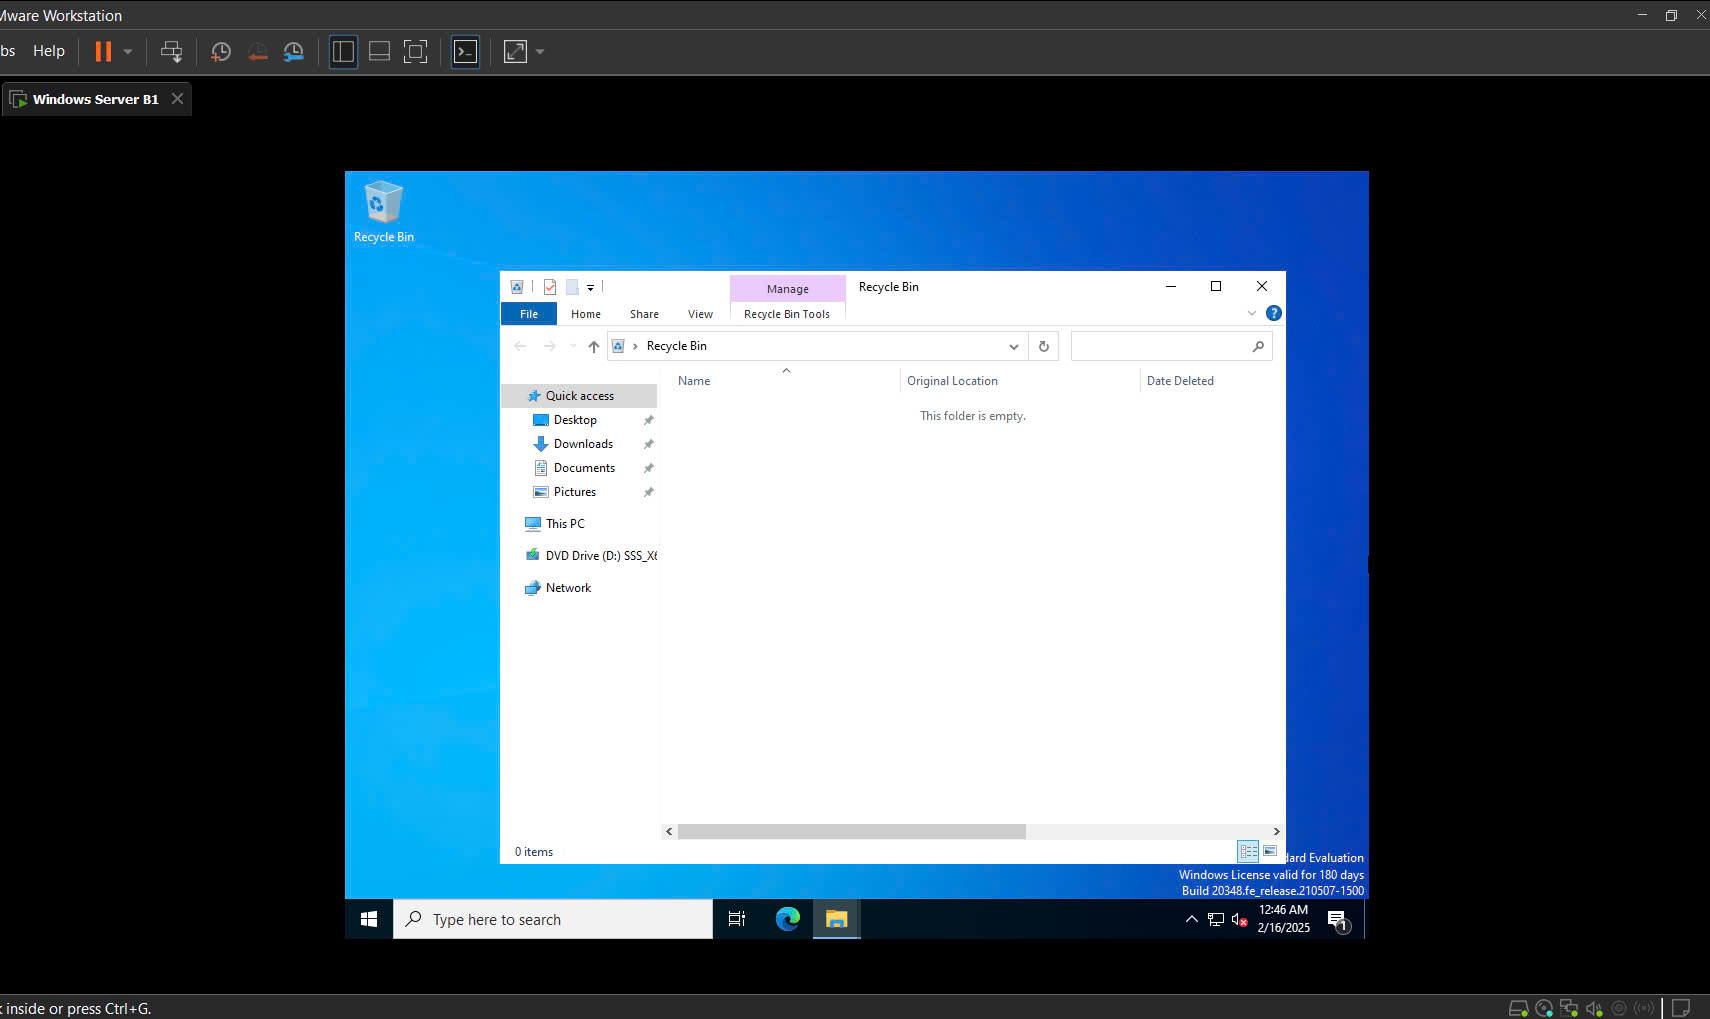 Mware Workstation
bs Help
Windows Server B1
Recycle Bin
Manage Recycle Bin
File Home Share View Recycle Bin Tools
Recycle Bin
Name Original Location Date Deleted
Quick access
This folder is empty.
Desktop
Downloads
Documents
Pictures
This PC
DVD Drive (D:) SSS_X6
Network
0 items
dard Evaluation
Windows License valid for 180 days
Build 20348.fe_release.210507-1500
Type here to search
12:46 AM
2/16/2025
1
k inside or press Ctrl+G.